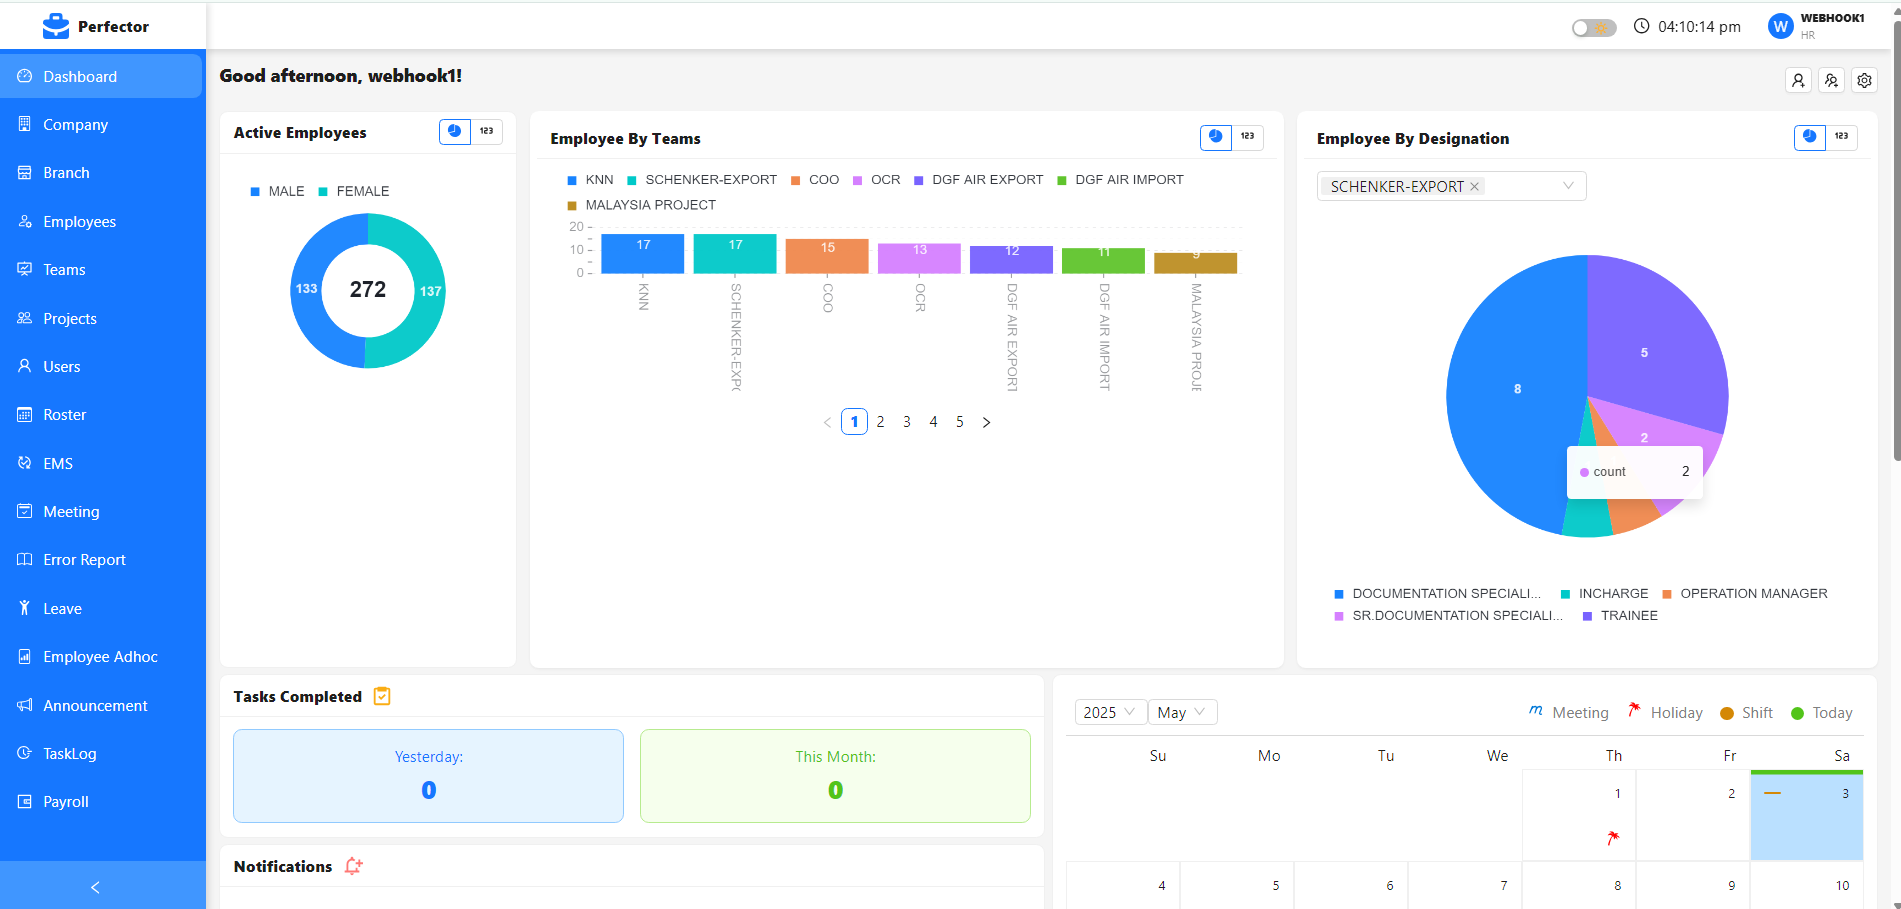 Perfector
04:10:14 pm
W
WEBHOOK1
HR
Dashboard
Company
Branch
Employees
Teams
Projects
Users
Roster
EMS
Meeting
Error Report
Leave
Employee Adhoc
Announcement
TaskLog
Payroll
Good afternoon, webhook1!
Active Employees
123
MALE FEMALE
133
272
137
Employee By Teams
123
KNN SCHENKER-EXPORT COO OCR DGF AIR EXPORT DGF AIR IMPORT
MALAYSIA PROJECT
20
10
0
17 17 15 13 12 11 9
KNN
SCHENKER-EXPO
COO
OCR
DGF AIR EXPORT
DGF AIR IMPORT
MALAYSIA PROJE
< 1 2 3 4 5 >
Employee By Designation
123
SCHENKER-EXPORT
5
8
2
count 2
DOCUMENTATION SPECIALI... INCHARGE OPERATION MANAGER
SR.DOCUMENTATION SPECIALI... TRAINEE
Tasks Completed
Yesterday:
0
This Month:
0
Notifications
2025 May
Meeting Holiday Shift Today
Su Mo Tu We Th Fr Sa
1 2 3
4 5 6 7 8 9 10